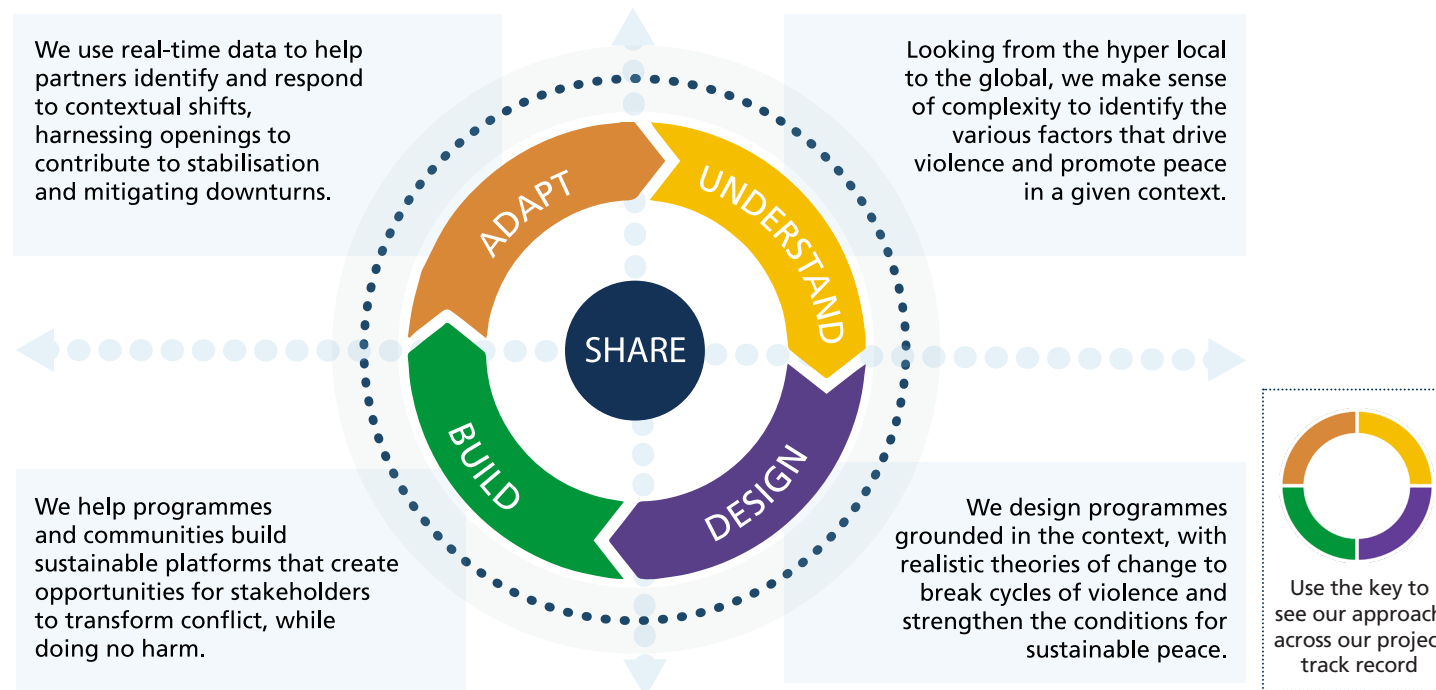 We use real-time data to help
partners identify and respond
to contextual shifts,
harnessing openings to
contribute to stabilisation
and mitigating downturns.
Looking from the hyper local
to the global, we make sense
of complexity to identify the
various factors that drive
violence and promote peace
in a given context.
ADAPT
UNDERSTAND
SHARE
BUILD
DESIGN
We help programmes
and communities build
sustainable platforms that create
opportunities for stakeholders
to transform conflict, while
doing no harm.
We design programmes
grounded in the context, with
realistic theories of change to
break cycles of violence and
strengthen the conditions for
sustainable peace.
Use the key to
see our approach
across our project
track record